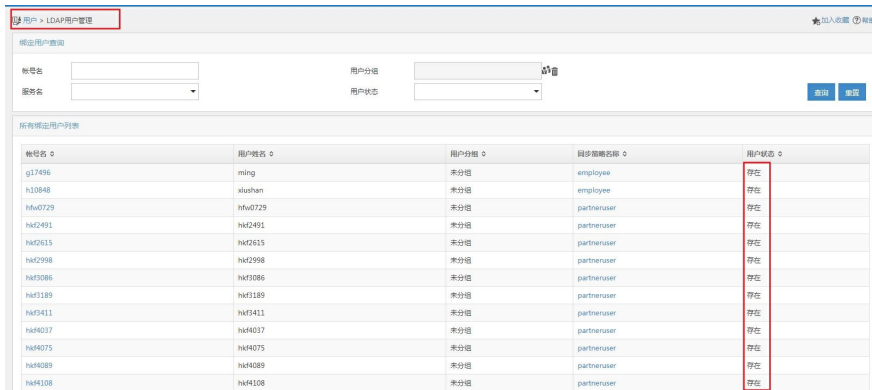 用户 > LDAP用户管理 加入收藏
绑定用户查询
帐号名 用户分组
服务名 用户状态 查询 重置
所有绑定用户列表
帐号名 用户姓名 用户分组 同步策略名称 用户状态
g17496 ming 未分组 employee 存在
h10848 xiushan 未分组 employee 存在
hfw0729 hfw0729 未分组 partneruser 存在
hkf2491 hkf2491 未分组 partneruser 存在
hkf2615 hkf2615 未分组 partneruser 存在
hkf2998 hkf2998 未分组 partneruser 存在
hkf3086 hkf3086 未分组 partneruser 存在
hkf3189 hkf3189 未分组 partneruser 存在
hkf3411 hkf3411 未分组 partneruser 存在
hkf4037 hkf4037 未分组 partneruser 存在
hkf4075 hkf4075 未分组 partneruser 存在
hkf4089 hkf4089 未分组 partneruser 存在
hkf4108 hkf4108 未分组 partneruser 存在